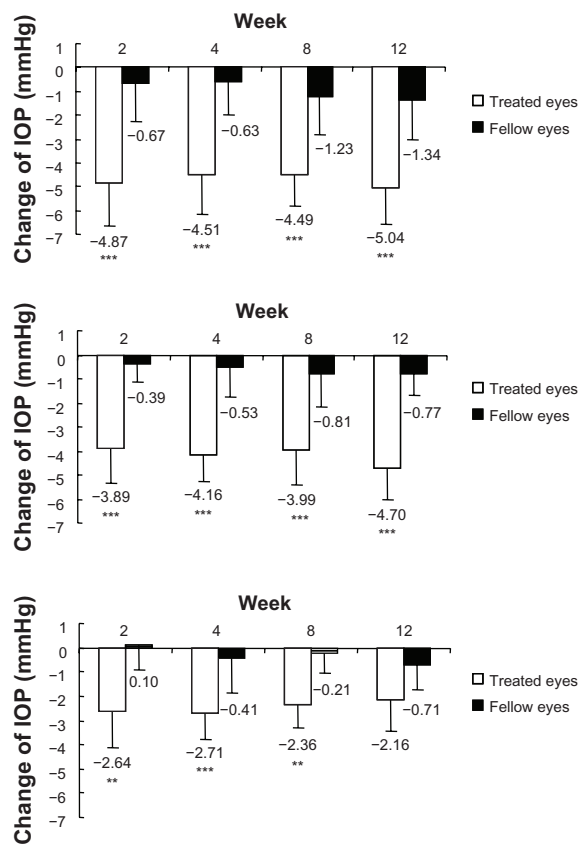 Week
2 4 8 12
Change of IOP (mmHg)
1
0
−1
−2
−3
−4
−5
−6
−7
−0.67 −0.63 −1.23 −1.34
−4.87 −4.51 −4.49 −5.04
*** *** *** ***
Treated eyes
Fellow eyes
Week
2 4 8 12
Change of IOP (mmHg)
1
0
−1
−2
−3
−4
−5
−6
−7
−0.39 −0.53 −0.81 −0.77
−3.89 −4.16 −3.99 −4.70
*** *** *** ***
Treated eyes
Fellow eyes
Week
2 4 8 12
Change of IOP (mmHg)
1
0
−1
−2
−3
−4
−5
−6
−7
0.10 −0.41 −0.21 −0.71
−2.64 −2.71 −2.36 −2.16
** *** **
Treated eyes
Fellow eyes